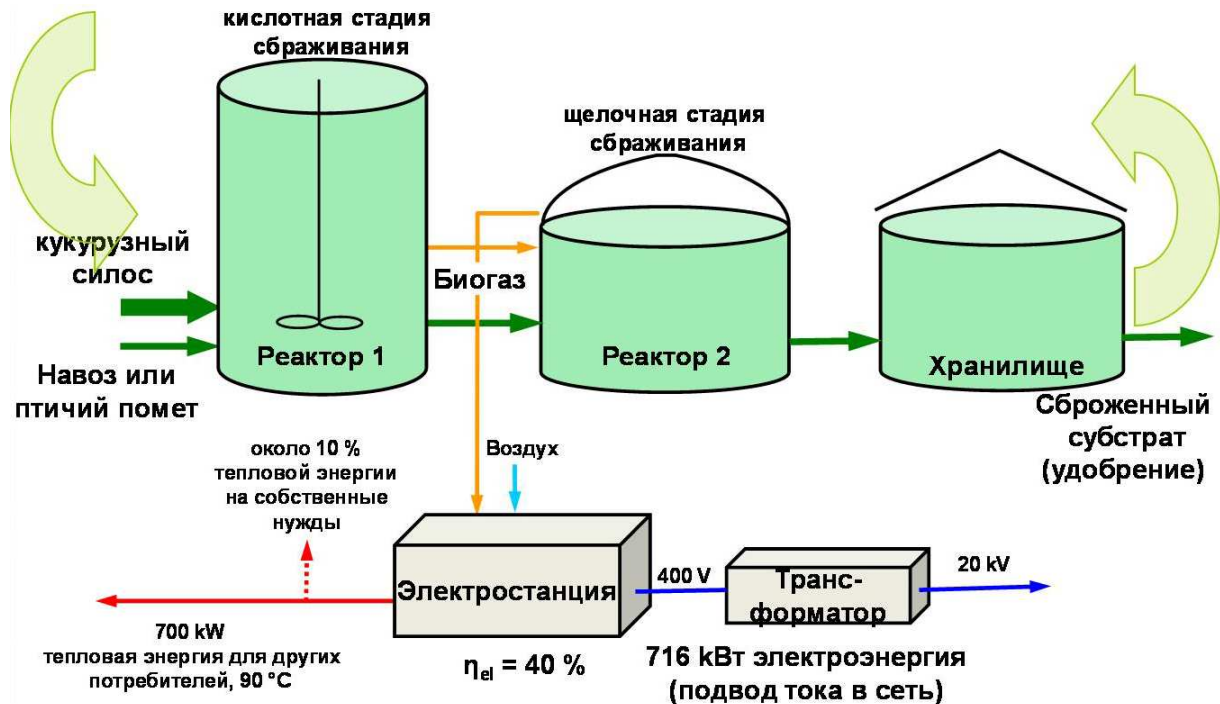 кислотная стадия
сбраживания
щелочная стадия
сбраживания
кукурузный
силос
Биогаз
Реактор 1
Реактор 2
Хранилище
Навоз или
птичий помет
Сброженный
субстрат
(удобрение)
около 10 %
тепловой энергии
на собственные
нужды
Воздух
Электростанция
400 V
Транс-
форматор
20 kV
700 kW
тепловая энергия для других
потребителей, 90 °C
ηel = 40 %
716 kВт электроэнергия
(подвод тока в сеть)